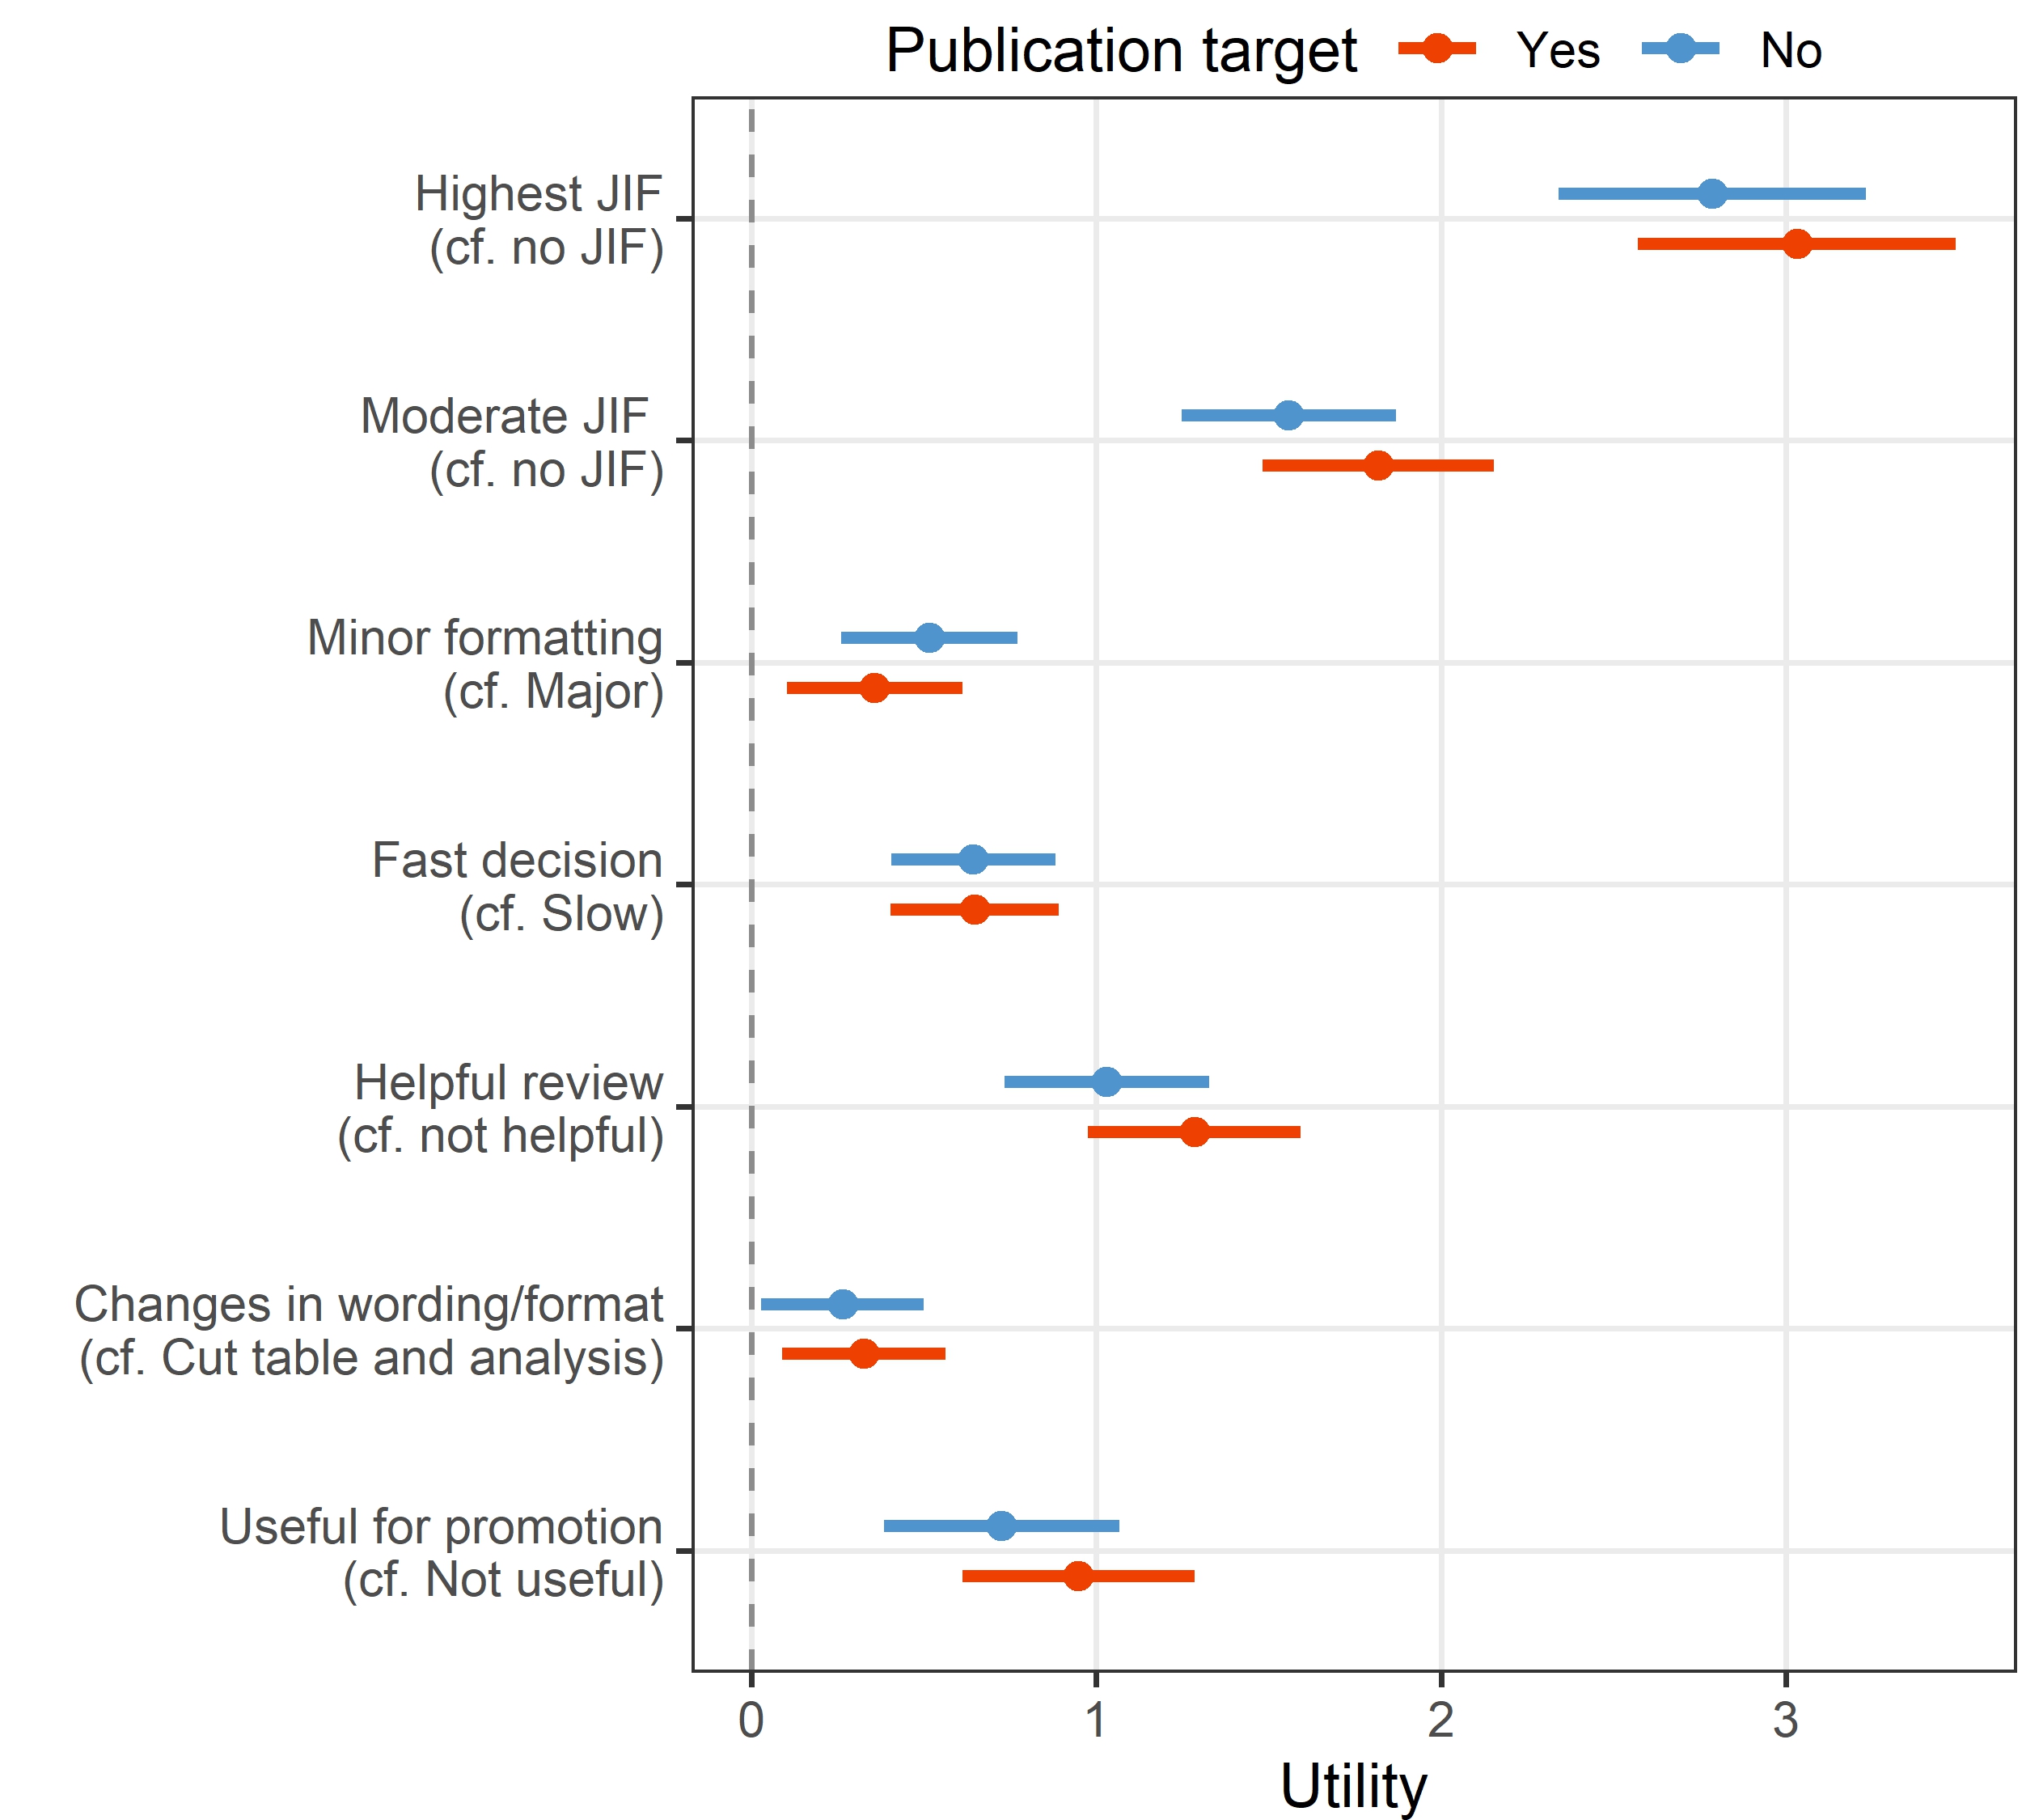 Publication target Yes No
Highest JIF
(cf. no JIF)
Moderate JIF
(cf. no JIF)
Minor formatting
(cf. Major)
Fast decision
(cf. Slow)
Helpful review
(cf. not helpful)
Changes in wording/format
(cf. Cut table and analysis)
Useful for promotion
(cf. Not useful)
0 1 2 3
Utility